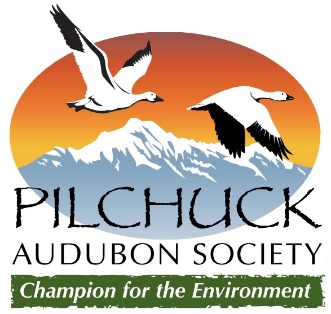 PILCHUCK
AUDUBON SOCIETY
Champion for the Environment